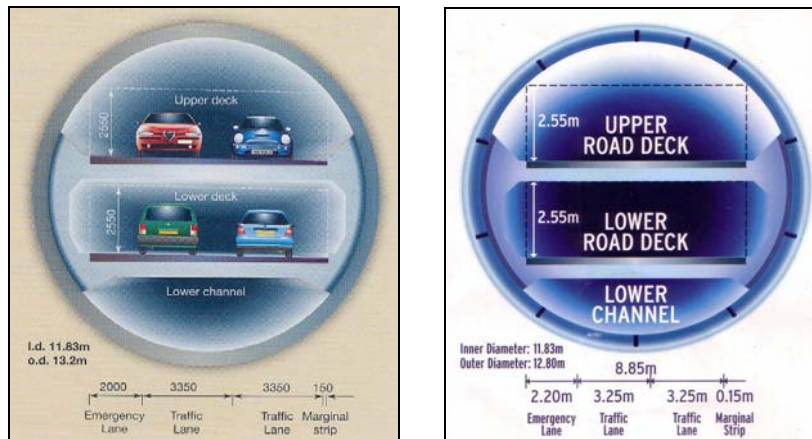 Upper deck
2550
Lower deck
2550
Lower channel
I.d. 11.83m
o.d. 13.2m
2000 3350 3350 150
Emergency Lane
Traffic Lane
Traffic Lane
Marginal strip
2.55m
UPPER
ROAD DECK
2.55m
LOWER
ROAD DECK
LOWER
CHANNEL
Inner Diameter: 11.83m
Outer Diameter: 12.80m
8.85m
2.20m 3.25m 3.25m 0.15m
Emergency Lane
Traffic Lane
Traffic Lane
Marginal Strip